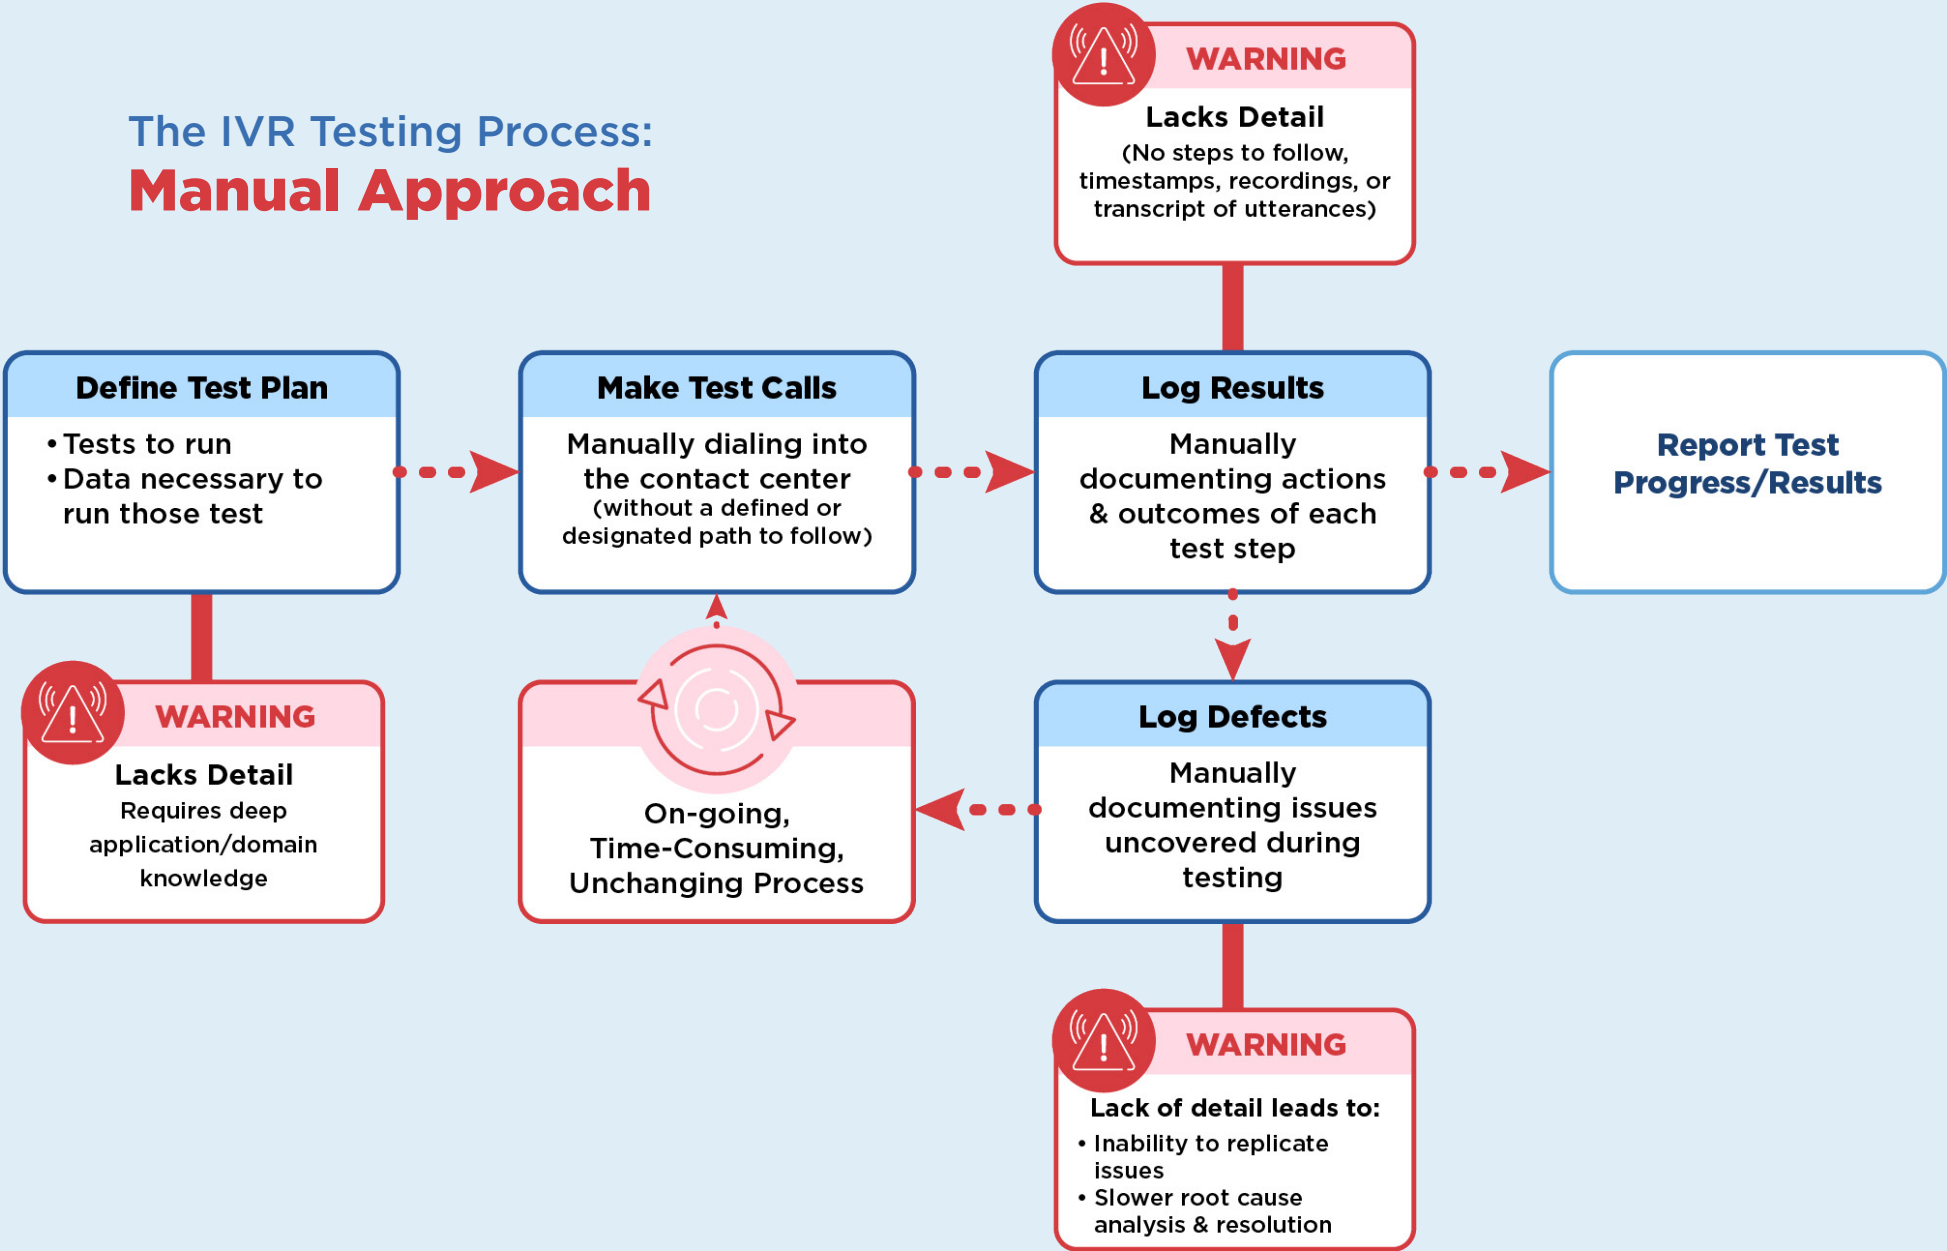 The IVR Testing Process:
Manual Approach
WARNING
Lacks Detail
(No steps to follow,
timestamps, recordings, or
transcript of utterances)
Define Test Plan
• Tests to run
• Data necessary to
run those test
Make Test Calls
Manually dialing into
the contact center
(without a defined or
designated path to follow)
Log Results
Manually
documenting actions
& outcomes of each
test step
Report Test
Progress/Results
WARNING
Lacks Detail
Requires deep
application/domain
knowledge
On-going,
Time-Consuming,
Unchanging Process
Log Defects
Manually
documenting issues
uncovered during
testing
WARNING
Lack of detail leads to:
• Inability to replicate
issues
• Slower root cause
analysis & resolution